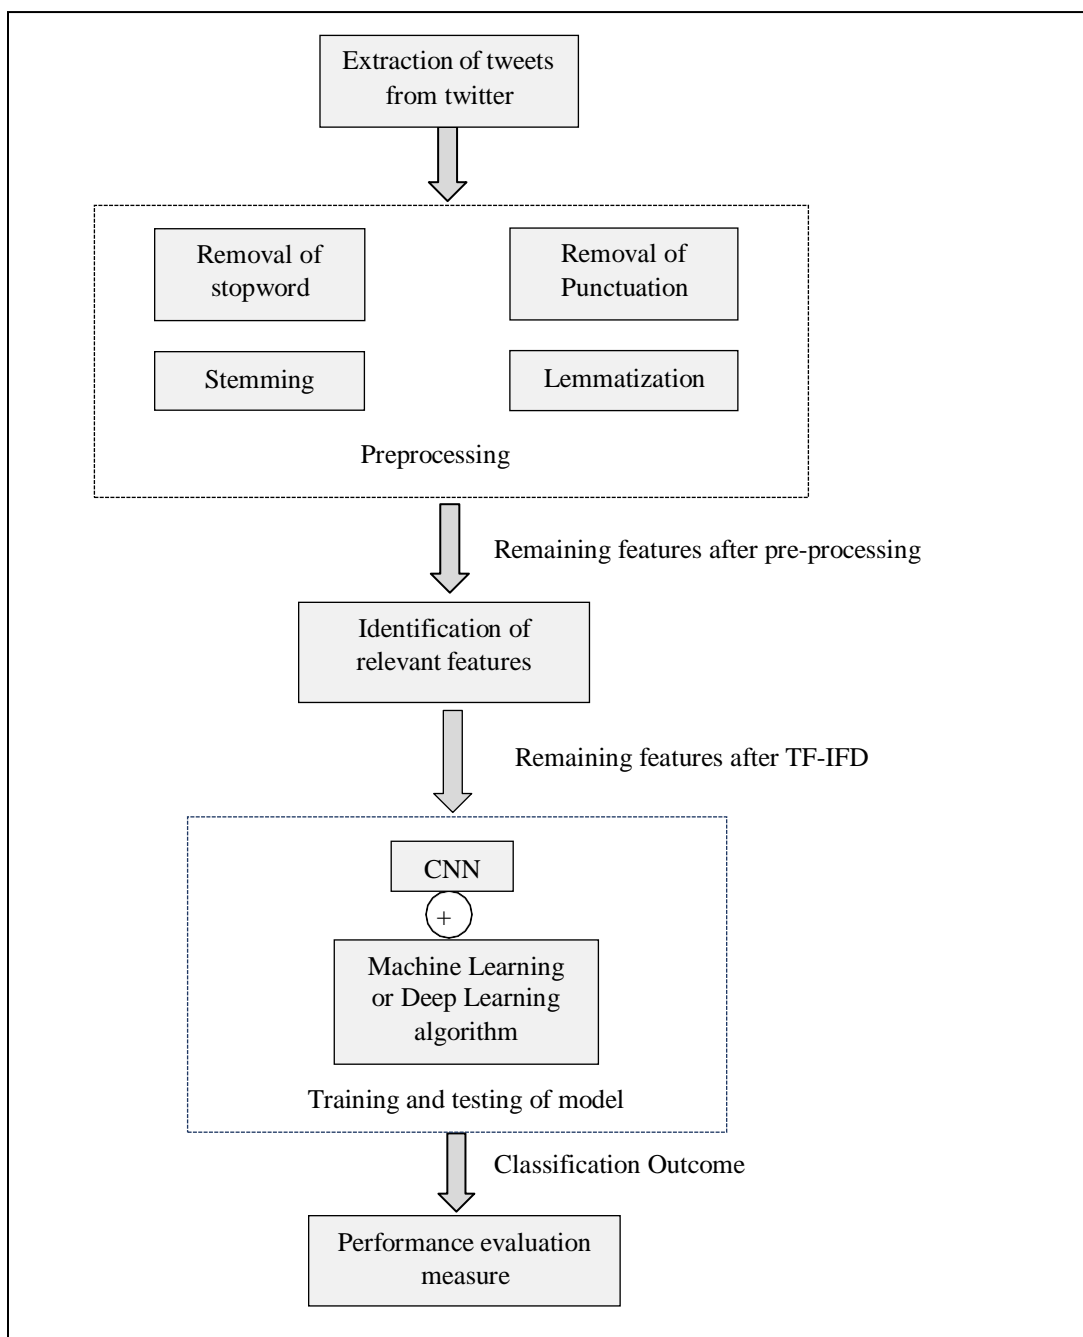 Extraction of tweets
from twitter
Removal of
stopword
Removal of
Punctuation
Stemming
Lemmatization
Preprocessing
Remaining features after pre-processing
Identification of
relevant features
Remaining features after TF-IFD
CNN
+
Machine Learning
or Deep Learning
algorithm
Training and testing of model
Classification Outcome
Performance evaluation
measure